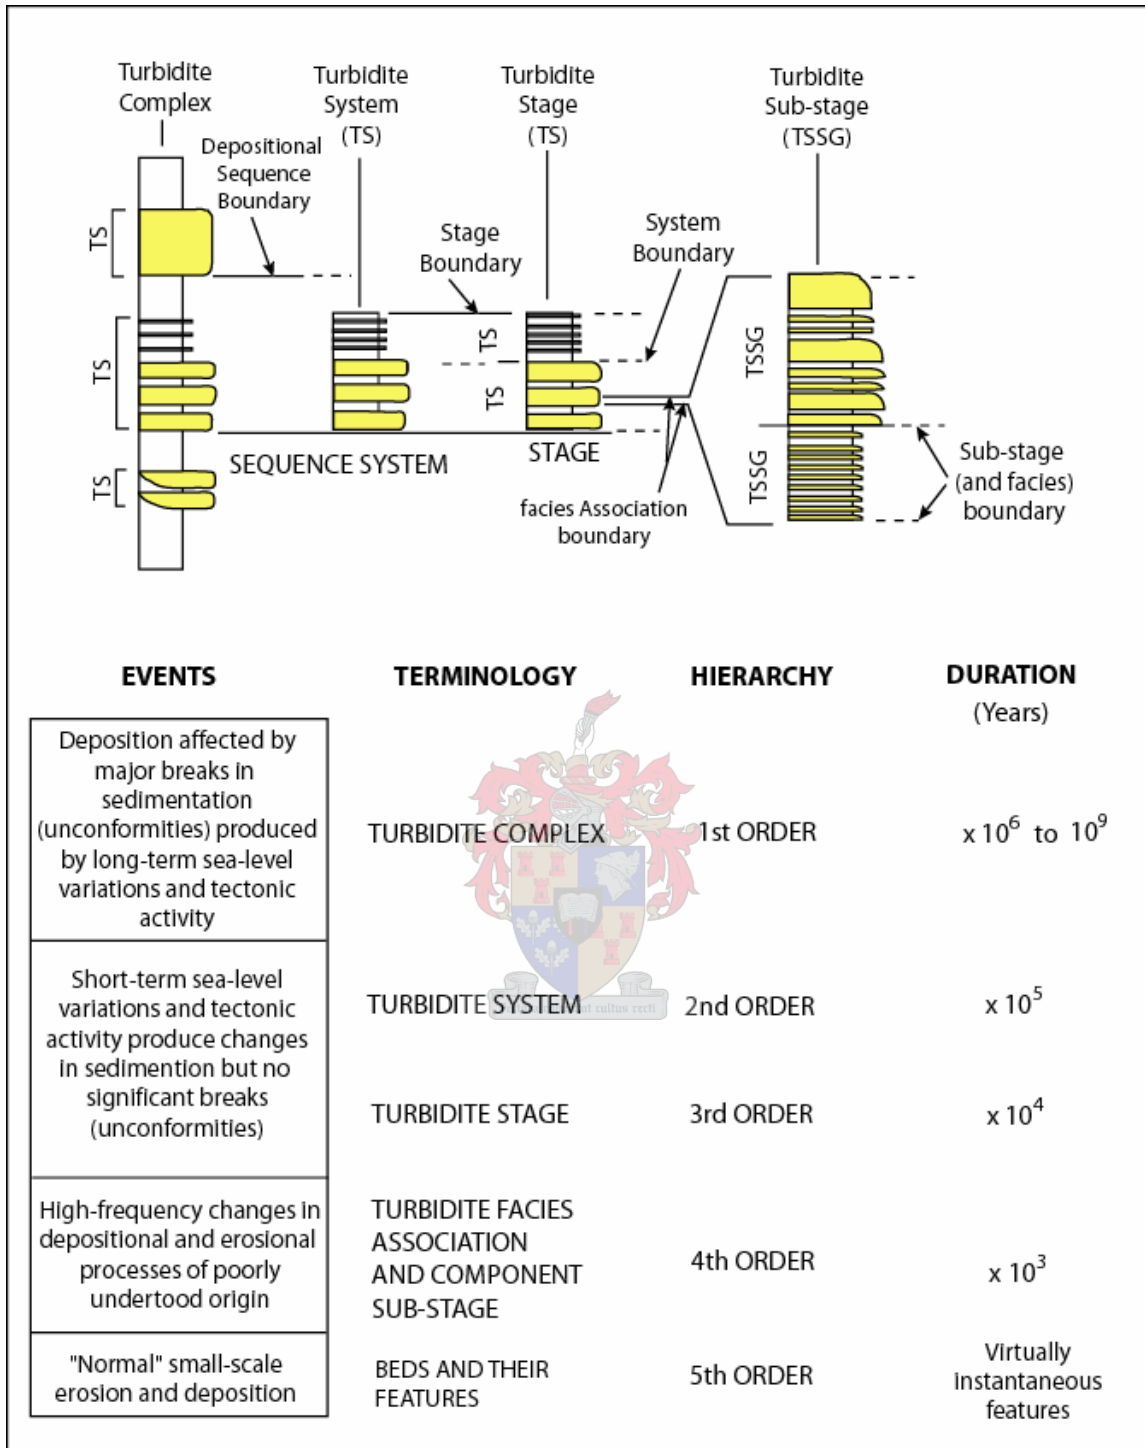 Turbidite
Complex
Turbidite
System
(TS)
Turbidite
Stage
(TS)
Turbidite
Sub-stage
(TSSG)
Depositional
Sequence
Boundary
Stage
Boundary
System
Boundary
TS
TS
TS
TS
TS
TSSG
TSSG
SEQUENCE SYSTEM
STAGE
facies Association
boundary
Sub-stage
(and facies)
boundary
EVENTS
TERMINOLOGY
HIERARCHY
DURATION
(Years)
Deposition affected by
major breaks in
sedimentation
(unconformities) produced
by long-term sea-level
variations and tectonic
activity
TURBIDITE COMPLEX
1st ORDER
x 10⁶ to 10⁹
Short-term sea-level
variations and tectonic
activity produce changes
in sedimention but no
significant breaks
(unconformities)
TURBIDITE SYSTEM
2nd ORDER
x 10⁵
cultus recti
TURBIDITE STAGE
3rd ORDER
x 10⁴
High-frequency changes in
depositional and erosional
processes of poorly
undertood origin
TURBIDITE FACIES
ASSOCIATION
AND COMPONENT
SUB-STAGE
4th ORDER
x 10³
"Normal" small-scale
erosion and deposition
BEDS AND THEIR
FEATURES
5th ORDER
Virtually
instantaneous
features